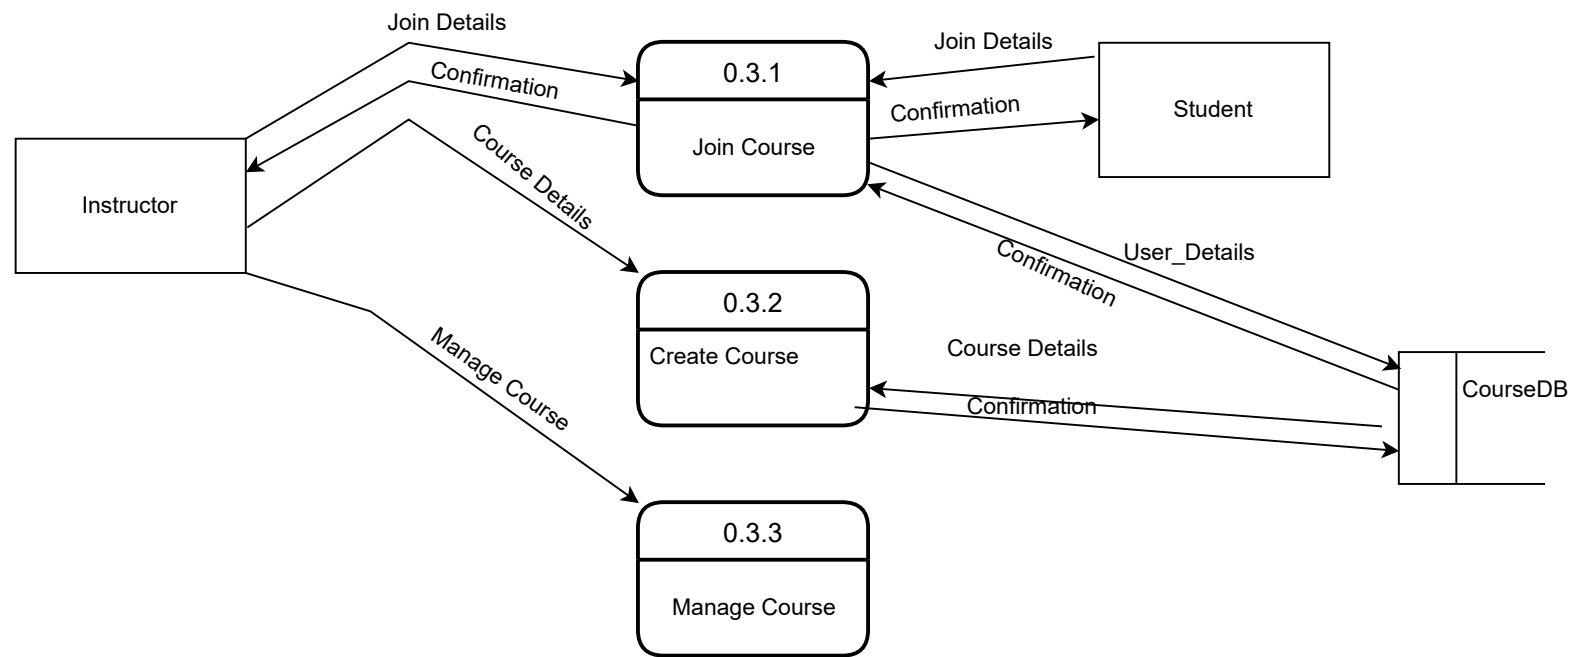 Join Details
Confirmation
Course Details
Manage Course
Instructor
0.3.1
Join Course
Join Details
Confirmation
Student
User_Details
Confirmation
0.3.2
Create Course
Course Details
Confirmation
CourseDB
0.3.3
Manage Course